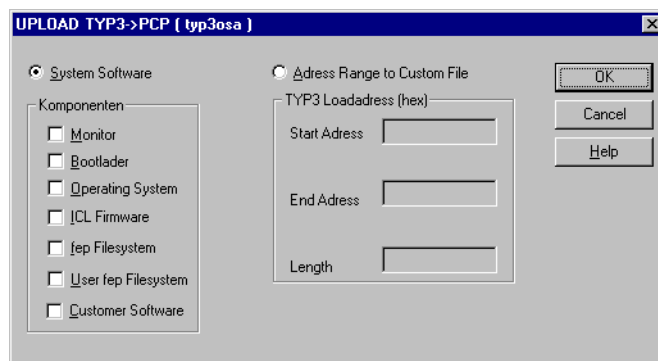 UPLOAD TYP3->PCP ( typ3osa )
System Software
Komponenten
Monitor
Bootlader
Operating System
ICL Firmware
fep Filesystem
User fep Filesystem
Customer Software
Adress Range to Custom File
TYP3 Loadadress (hex)
Start Adress
End Adress
Length
OK
Cancel
Help